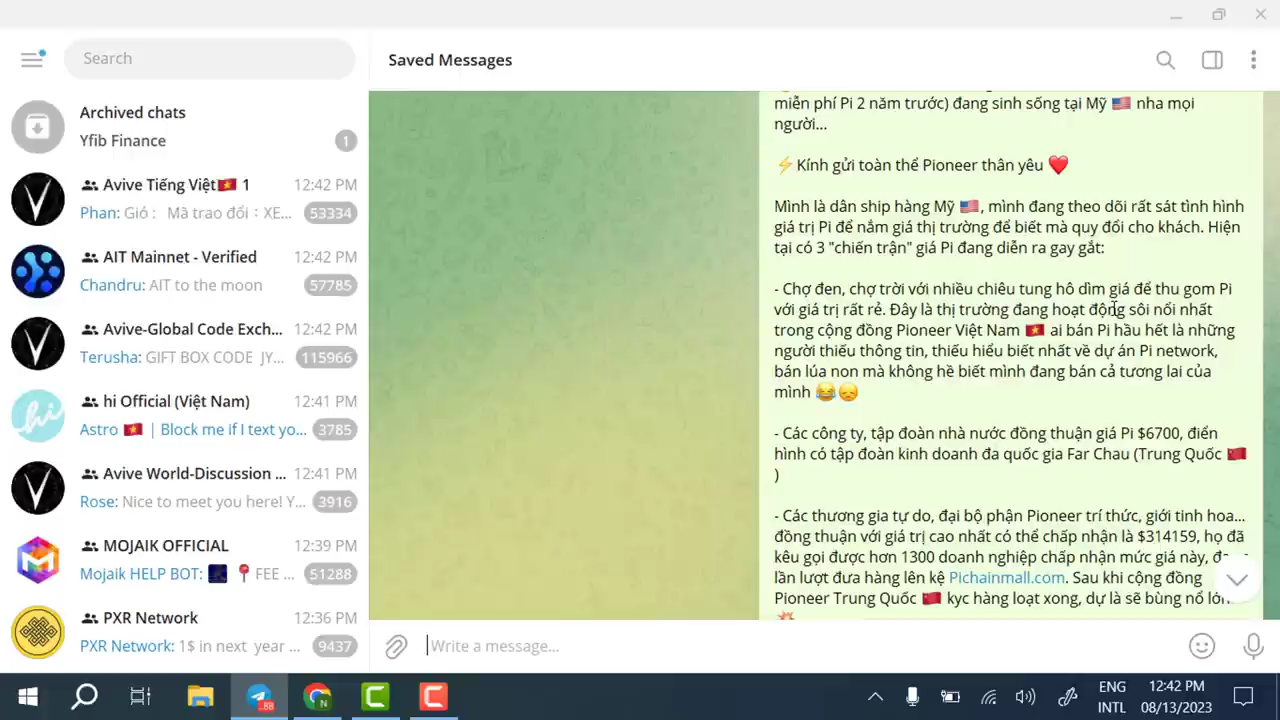 Search
Saved Messages
Archived chats
Yfib Finance
1
Avive Tiếng Việt🇻🇳 1
12:42 PM
Phan: Gió : Mã trao đổi：XE...
53334
AIT Mainnet - Verified
12:42 PM
Chandru: AIT to the moon
57785
Avive-Global Code Exch...
12:42 PM
Terusha: GIFT BOX CODE JY...
115966
hi
hi Official (Việt Nam)
12:41 PM
Astro 🇻🇳 | Block me if I text yo...
3785
Avive World-Discussion ...
12:41 PM
Rose: Nice to meet you here! Y...
3916
MOJAIK OFFICIAL
12:39 PM
Mojaik HELP BOT: 🌌 📍 FEE ...
51288
PXR Network
12:36 PM
PXR Network: 1$ in next year ...
9437
miễn phí Pi 2 năm trước) đang sinh sống tại Mỹ 🇺🇸 nha mọi
người...
⚡Kính gửi toàn thể Pioneer thân yêu ❤️
Mình là dân ship hàng Mỹ 🇺🇸, mình đang theo dõi rất sát tình hình
giá trị Pi để nắm giá thị trường để biết mà quy đổi cho khách. Hiện
tại có 3 "chiến trận" giá Pi đang diễn ra gay gắt:
- Chợ đen, chợ trời với nhiều chiêu tung hô dìm giá để thu gom Pi
với giá trị rất rẻ. Đây là thị trường đang hoạt động sôi nổi nhất
trong cộng đồng Pioneer Việt Nam 🇻🇳 ai bán Pi hầu hết là những
người thiếu thông tin, thiếu hiểu biết nhất về dự án Pi network,
bán lúa non mà không hề biết mình đang bán cả tương lai của
mình 😂😞
- Các công ty, tập đoàn nhà nước đồng thuận giá Pi $6700, điển
hình có tập đoàn kinh doanh đa quốc gia Far Chau (Trung Quốc 🇨🇳
)
- Các thương gia tự do, đại bộ phận Pioneer trí thức, giới tinh hoa...
đồng thuận với giá trị cao nhất có thể chấp nhận là $314159, họ đã
kêu gọi được hơn 1300 doanh nghiệp chấp nhận mức giá này,
lần lượt đưa hàng lên kệ Pichainmall.com. Sau khi cộng đồng
Pioneer Trung Quốc 🇨🇳 kyc hàng loạt xong, dự là sẽ bùng nổ
Write a message...
88
N
ENG
INTL
12:42 PM
08/13/2023